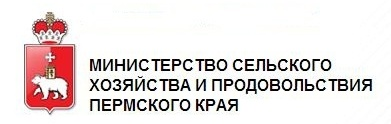 МИНИСТЕРСТВО СЕЛЬСКОГО
ХОЗЯЙСТВА И ПРОДОВОЛЬСТВИЯ
ПЕРМСКОГО КРАЯ